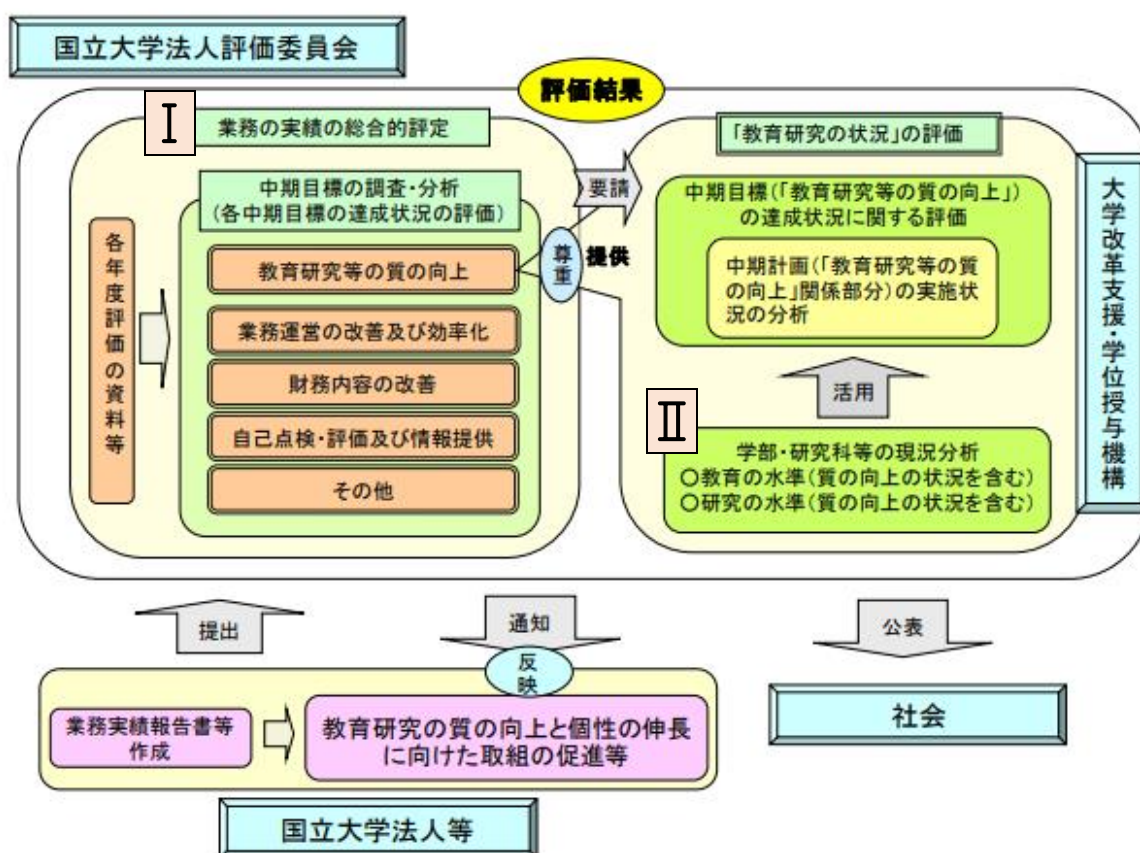 国立大学法人評価委員会
評価結果
Ⅰ
業務の実績の総合的評定
中期目標の調査・分析
(各中期目標の達成状況の評価)
各年度評価の資料等
教育研究等の質の向上
業務運営の改善及び効率化
財務内容の改善
自己点検・評価及び情報提供
その他
要請
尊重
提供
「教育研究の状況」の評価
中期目標(「教育研究等の質の向上」)
の達成状況に関する評価
中期計画(「教育研究等の質
の向上」関係部分)の実施状
況の分析
活用
Ⅱ
学部・研究科等の現況分析
○教育の水準(質の向上の状況を含む)
○研究の水準(質の向上の状況を含む)
大学改革支援・学位授与機構
提出
通知
反映
公表
業務実績報告書等
作成
教育研究の質の向上と個性の伸長
に向けた取組の促進等
社会
国立大学法人等